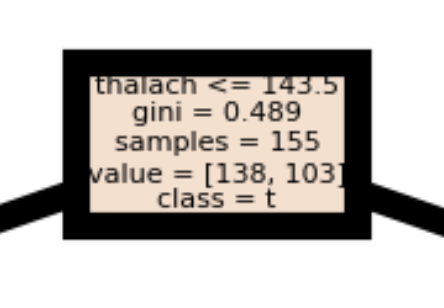 thalach <= 143.5
gini = 0.489
samples = 155
value = [138, 103]
class = t